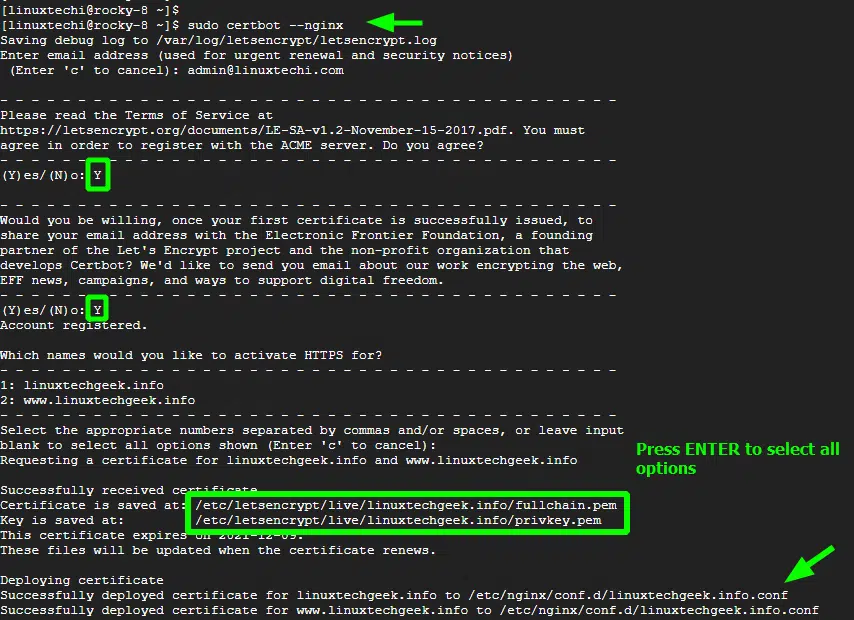 [linuxtechi@rocky-8 ~]$
[linuxtechi@rocky-8 ~]$ sudo certbot --nginx
Saving debug log to /var/log/letsencrypt/letsencrypt.log
Enter email address (used for urgent renewal and security notices)
 (Enter 'c' to cancel): admin@linuxtechi.com
- - - - - - - - - - - - - - - - - - - - - - - - - - - - - - - - - - - - - - - -
Please read the Terms of Service at
https://letsencrypt.org/documents/LE-SA-v1.2-November-15-2017.pdf. You must
agree in order to register with the ACME server. Do you agree?
- - - - - - - - - - - - - - - - - - - - - - - - - - - - - - - - - - - - - - - -
(Y)es/(N)o: Y
- - - - - - - - - - - - - - - - - - - - - - - - - - - - - - - - - - - - - - - -
Would you be willing, once your first certificate is successfully issued, to
share your email address with the Electronic Frontier Foundation, a founding
partner of the Let's Encrypt project and the non-profit organization that
develops Certbot? We'd like to send you email about our work encrypting the web,
EFF news, campaigns, and ways to support digital freedom.
- - - - - - - - - - - - - - - - - - - - - - - - - - - - - - - - - - - - - - - -
(Y)es/(N)o: Y
Account registered.
Which names would you like to activate HTTPS for?
- - - - - - - - - - - - - - - - - - - - - - - - - - - - - - - - - - - - - - - -
1: linuxtechgeek.info
2: www.linuxtechgeek.info
- - - - - - - - - - - - - - - - - - - - - - - - - - - - - - - - - - - - - - - -
Select the appropriate numbers separated by commas and/or spaces, or leave input
blank to select all options shown (Enter 'c' to cancel):
Press ENTER to select all
options
Requesting a certificate for linuxtechgeek.info and www.linuxtechgeek.info
Successfully received certificate.
Certificate is saved at: /etc/letsencrypt/live/linuxtechgeek.info/fullchain.pem
Key is saved at:         /etc/letsencrypt/live/linuxtechgeek.info/privkey.pem
This certificate expires on 2021-12-09.
These files will be updated when the certificate renews.
Deploying certificate
Successfully deployed certificate for linuxtechgeek.info to /etc/nginx/conf.d/linuxtechgeek.info.conf
Successfully deployed certificate for www.linuxtechgeek.info to /etc/nginx/conf.d/linuxtechgeek.info.conf